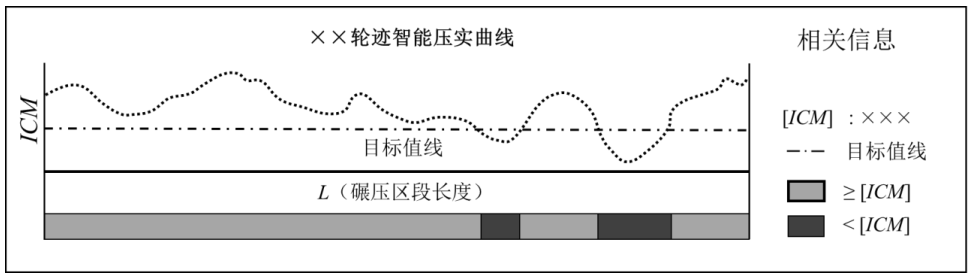 ××轮迹智能压实曲线
ICM
目标值线
L（碾压区段长度）
相关信息
[ICM] ：×××
目标值线
≥[ICM]
<[ICM]